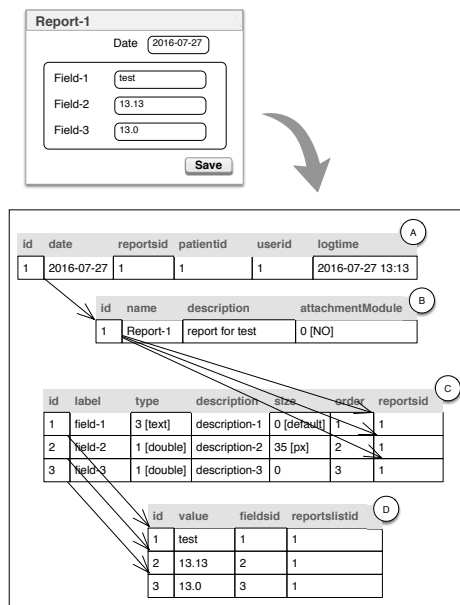 Report-1
Date 2016-07-27
Field-1 test
Field-2 13.13
Field-3 13.0
Save
A
id date reportsid patientid userid logtime
1 2016-07-27 1 1 1 2016-07-27 13:13
B
id name description attachmentModule
1 Report-1 report for test 0 [NO]
C
id label type description size order reportsid
1 field-1 3 [text] description-1 0 [default] 1 1
2 field-2 1 [double] description-2 35 [px] 2 1
3 field-3 1 [double] description-3 0 3 1
D
id value fieldsid reportslistid
1 test 1 1
2 13.13 2 1
3 13.0 3 1